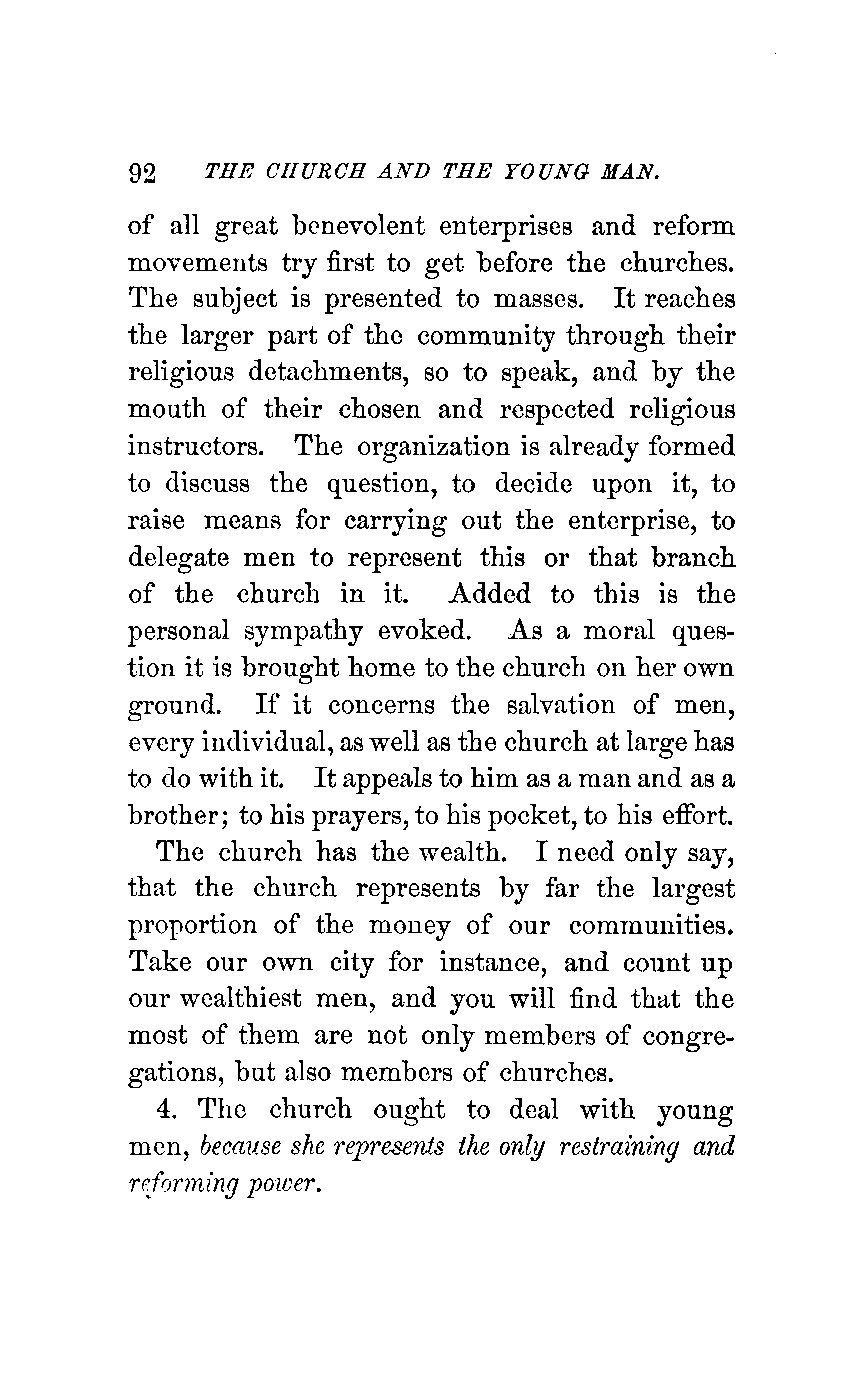 92 THE CHURCH AND THE YOUNG MAN.
of all great benevolent enterprises and reform
movements try first to get before the churches.
The subject is presented to masses. It reaches
the larger part of the community through their
religious detachments, so to speak, and by the
mouth of their chosen and respected religious
instructors. The organization is already formed
to discuss the question, to decide upon it, to
raise means for carrying out the enterprise, to
delegate men to represent this or that branch
of the church in it. Added to this is the
personal sympathy evoked. As a moral ques-
tion it is brought home to the church on her own
ground. If it concerns the salvation of men,
every individual, as well as the church at large has
to do with it. It appeals to him as a man and as a
brother; to his prayers, to his pocket, to his effort.
The church has the wealth. I need only say,
that the church represents by far the largest
proportion of the money of our communities.
Take our own city for instance, and count up
our wealthiest men, and you will find that the
most of them are not only members of congre-
gations, but also members of churches.
4. The church ought to deal with young
men, because she represents the only restraining and
reforming power.